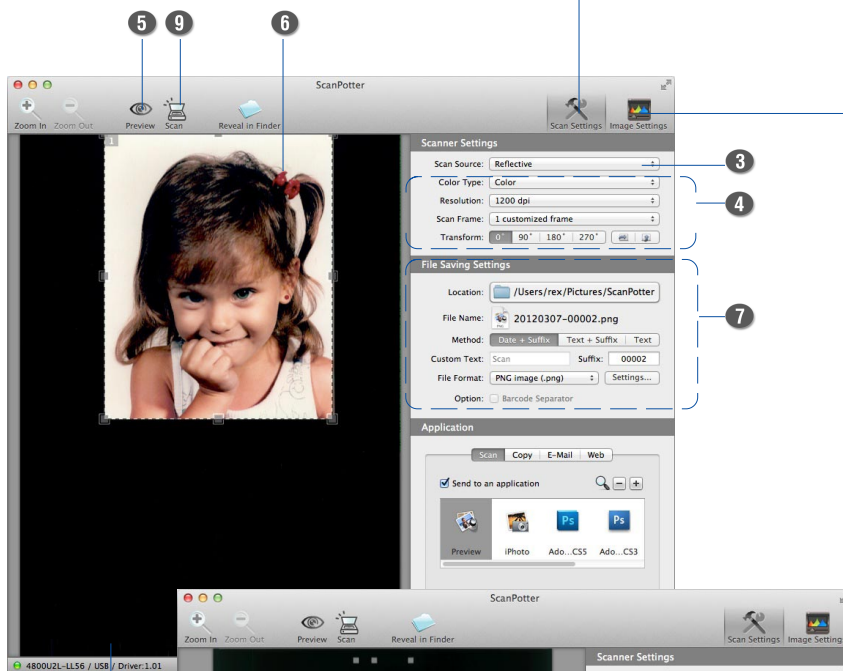 5 9 6
ScanPotter
Zoom In Zoom Out Preview Scan Reveal in Finder Scan Settings Image Settings
1
Scanner Settings
Scan Source: Reflective
3
Color Type: Color
Resolution: 1200 dpi
4
Scan Frame: 1 customized frame
Transform: 0° 90° 180° 270°
File Saving Settings
Location: /Users/rex/Pictures/ScanPotter
File Name: 20120307-00002.png
7
Method: Date + Suffix Text + Suffix Text
Custom Text: Scan Suffix: 00002
File Format: PNG image (.png) Settings...
Option: Barcode Separator
Application
Scan Copy E-Mail Web
Send to an application
Ps Ps
Preview iPhoto Ado...CS5 Ado...CS3
ScanPotter
Zoom In Zoom Out Preview Scan Reveal in Finder Scan Settings Image Settings
Scanner Settings
4800U2L-LL56 / USB / Driver:1.01